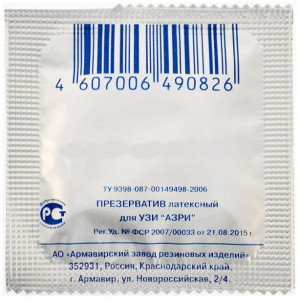 4 607006 490826
ТУ 9398-087-00149498-2006
ПРЕЗЕРВАТИВ латексный
для УЗИ "АЗРИ"
Рег.Уд. № ФСР 2007/00033 от 21.08.2015 г.
АО «Армавирский завод резиновых изделий»
352931, Россия, Краснодарский край,
г. Армавир, ул. Новороссийская, 2/4